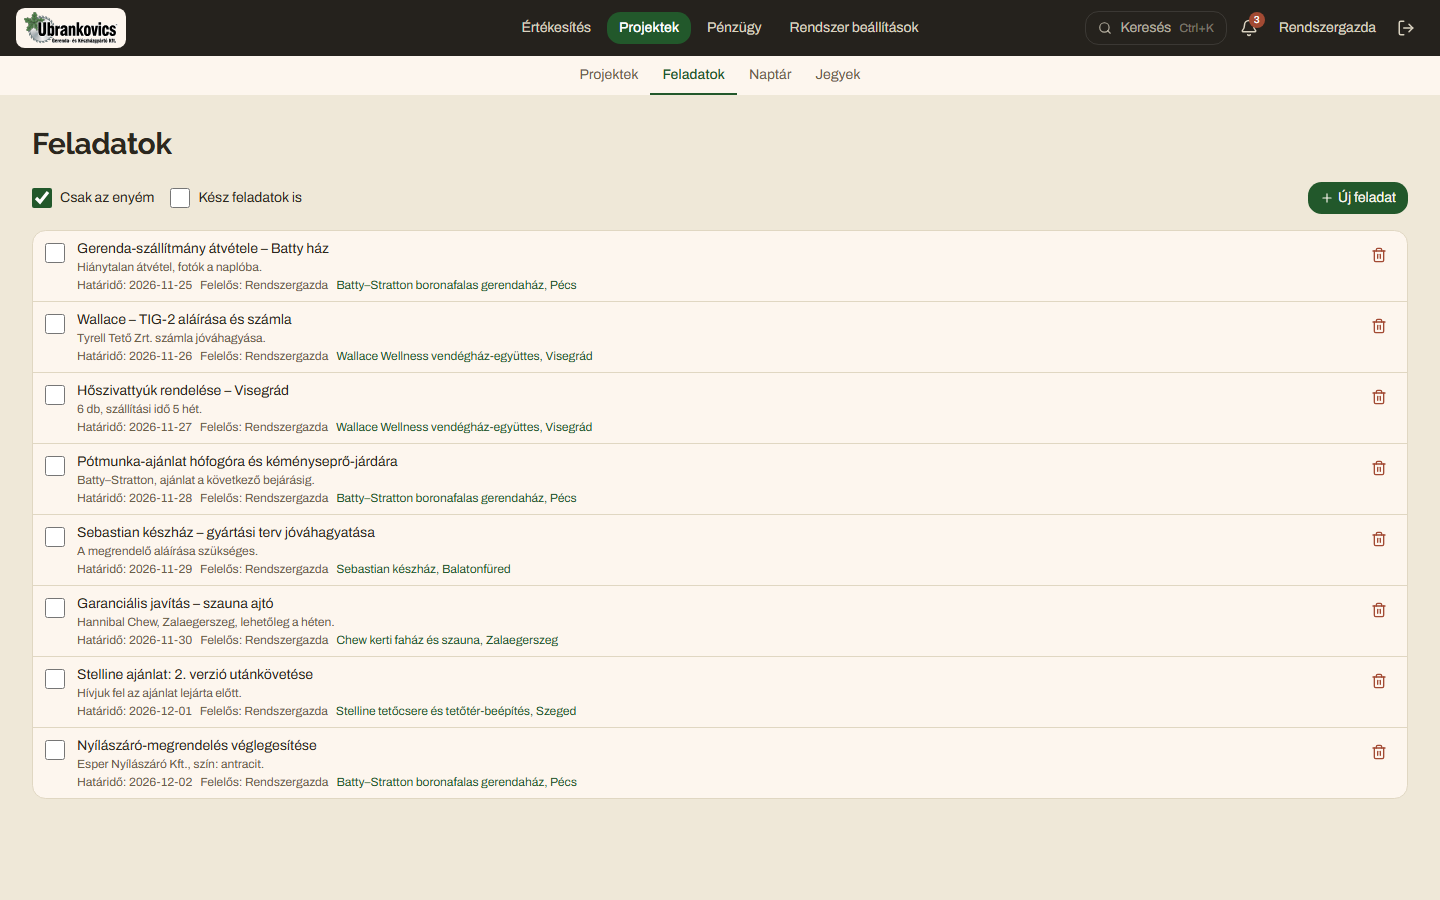 Ubrankovics
Gerenda- és Készházgyártó Kft.
Értékesítés
Projektek
Pénzügy
Rendszer beállítások
Keresés Ctrl+K
3
Rendszergazda
Projektek
Feladatok
Naptár
Jegyek
Feladatok
Csak az enyém
Kész feladatok is
+ Új feladat
Gerenda-szállítmány átvétele – Batty ház
Hiánytalan átvétel, fotók a naplóba.
Határidő: 2026-11-25 Felelős: Rendszergazda Batty–Stratton boronafalas gerendaház, Pécs
Wallace – TIG-2 aláírása és számla
Tyrell Tető Zrt. számla jóváhagyása.
Határidő: 2026-11-26 Felelős: Rendszergazda Wallace Wellness vendégház-együttes, Visegrád
Hőszivattyúk rendelése – Visegrád
6 db, szállítási idő 5 hét.
Határidő: 2026-11-27 Felelős: Rendszergazda Wallace Wellness vendégház-együttes, Visegrád
Pótmunka-ajánlat hófogóra és kéményseprő-járdára
Batty–Stratton, ajánlat a következő bejárásig.
Határidő: 2026-11-28 Felelős: Rendszergazda Batty–Stratton boronafalas gerendaház, Pécs
Sebastian készház – gyártási terv jóváhagyatása
A megrendelő aláírása szükséges.
Határidő: 2026-11-29 Felelős: Rendszergazda Sebastian készház, Balatonfüred
Garanciális javítás – szauna ajtó
Hannibal Chew, Zalaegerszeg, lehetőleg a héten.
Határidő: 2026-11-30 Felelős: Rendszergazda Chew kerti faház és szauna, Zalaegerszeg
Stelline ajánlat: 2. verzió utánkövetése
Hívjuk fel az ajánlat lejárta előtt.
Határidő: 2026-12-01 Felelős: Rendszergazda Stelline tetőcsere és tetőtér-beépítés, Szeged
Nyílászáró-megrendelés véglegesítése
Esper Nyílászáró Kft., szín: antracit.
Határidő: 2026-12-02 Felelős: Rendszergazda Batty–Stratton boronafalas gerendaház, Pécs